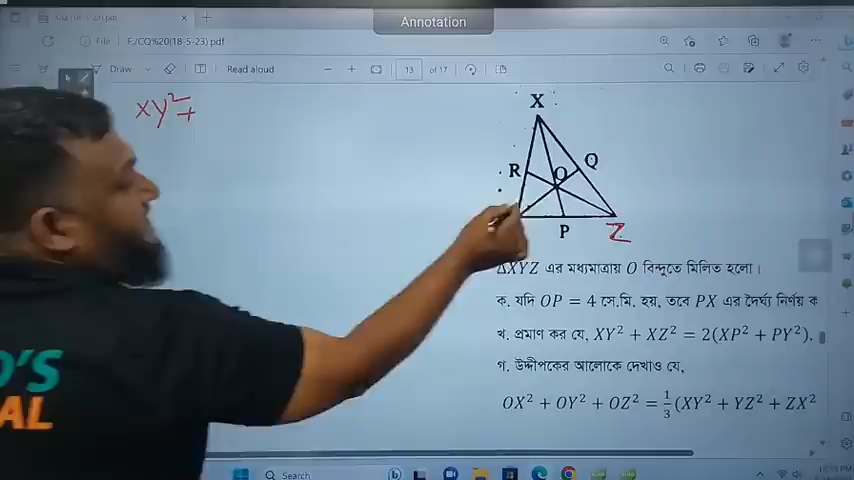 Annotation
File F:/CQ%20(18-5-23).pdf
Draw Read aloud 13 of 17
XY² +
X
R Q
O
P Z
ΔXYZ এর মধ্যমাত্রয় O বিন্দুতে মিলিত হলো।
ক. যদি OP = 4 সে.মি. হয়, তবে PX এর দৈর্ঘ্য নির্ণয় ক
খ. প্রমাণ কর যে, XY² + XZ² = 2(XP² + PY²).
গ. উদ্দীপকের আলোকে দেখাও যে,
OX² + OY² + OZ² = 1/3 (XY² + YZ² + ZX²
O'S
AL
Search